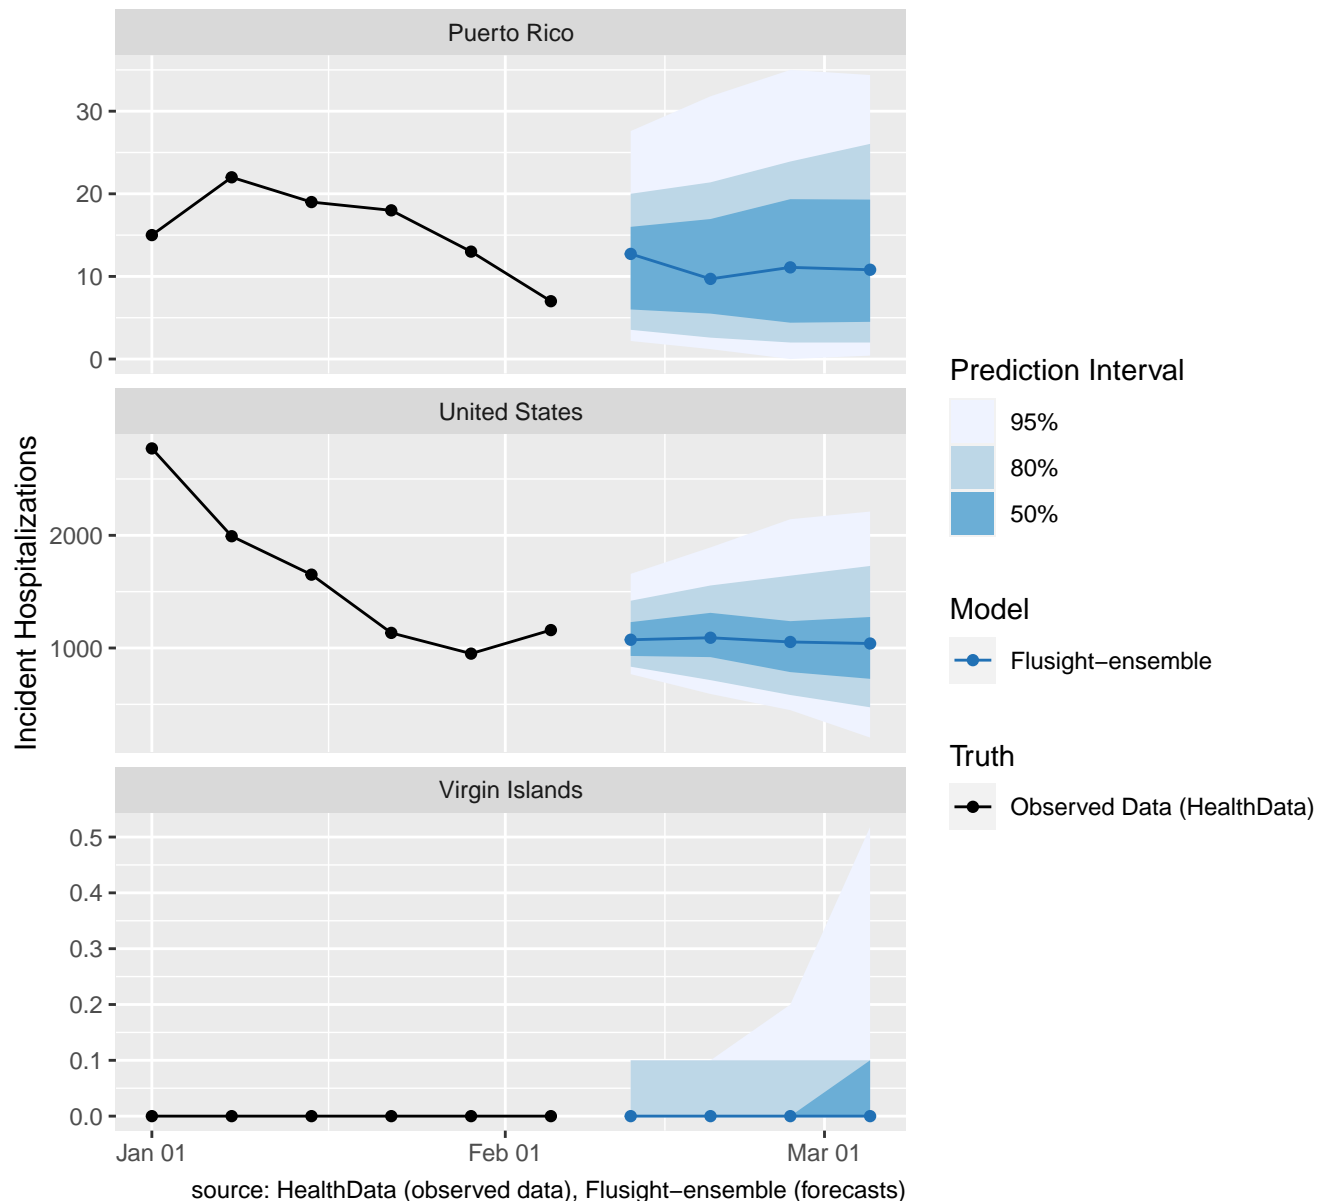 Puerto Rico
30
20
10
0
United States
2000
1000
Virgin Islands
0.5
0.4
0.3
0.2
0.1
0.0
Jan 01
Feb 01
Mar 01
Incident Hospitalizations
source: HealthData (observed data), Flusight−ensemble (forecasts)
Prediction Interval
95%
80%
50%
Model
Flusight−ensemble
Truth
Observed Data (HealthData)